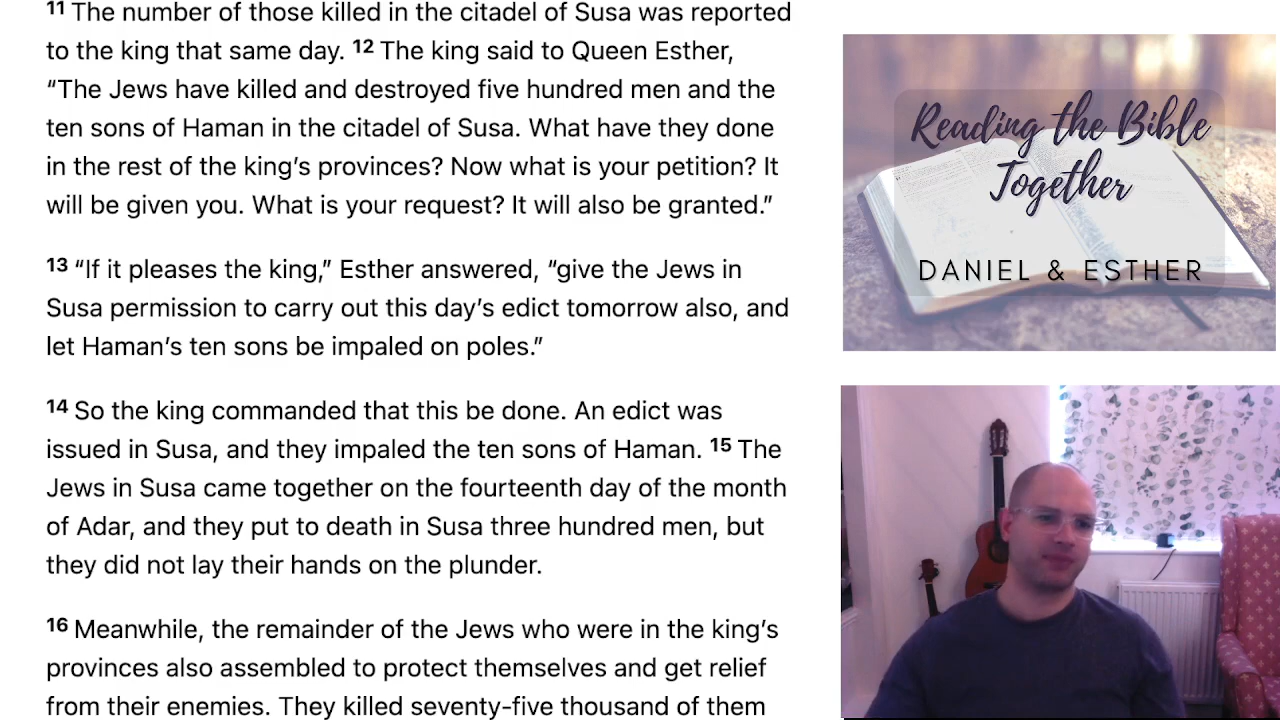 11 The number of those killed in the citadel of Susa was reported
to the king that same day. 12 The king said to Queen Esther,
“The Jews have killed and destroyed five hundred men and the
ten sons of Haman in the citadel of Susa. What have they done
in the rest of the king’s provinces? Now what is your petition? It
will be given you. What is your request? It will also be granted.”
13 “If it pleases the king,” Esther answered, “give the Jews in
Susa permission to carry out this day’s edict tomorrow also, and
let Haman’s ten sons be impaled on poles.”
14 So the king commanded that this be done. An edict was
issued in Susa, and they impaled the ten sons of Haman. 15 The
Jews in Susa came together on the fourteenth day of the month
of Adar, and they put to death in Susa three hundred men, but
they did not lay their hands on the plunder.
16 Meanwhile, the remainder of the Jews who were in the king’s
provinces also assembled to protect themselves and get relief
from their enemies. They killed seventy-five thousand of them
Reading the Bible
Together
DANIEL & ESTHER